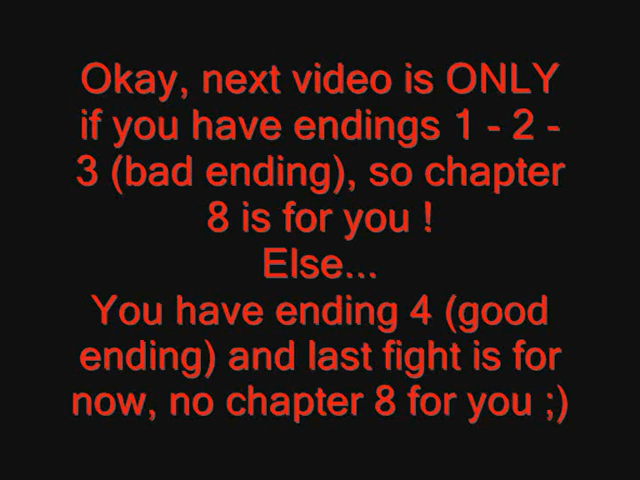 Okay, next video is ONLY
if you have endings 1 - 2 -
3 (bad ending), so chapter
8 is for you !
Else...
You have ending 4 (good
ending) and last fight is for
now, no chapter 8 for you ;)